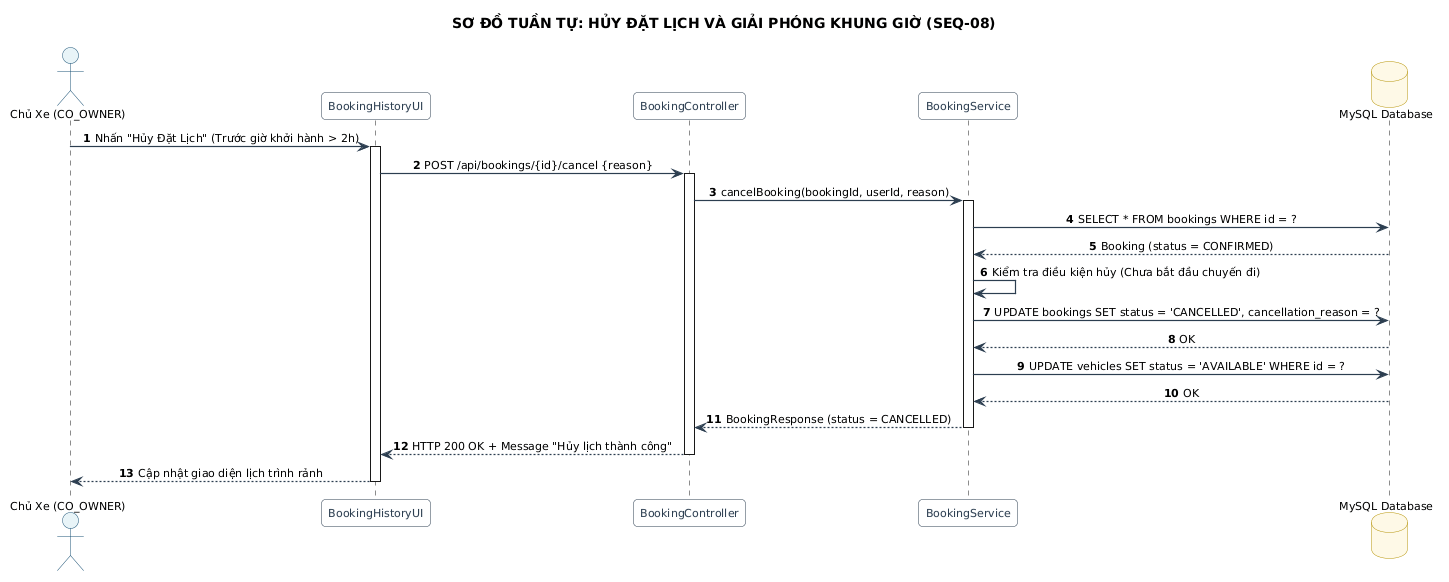 SƠ ĐỒ TUẦN TỰ: HỦY ĐẶT LỊCH VÀ GIẢI PHÓNG KHUNG GIỜ (SEQ-08)
Chủ Xe (CO_OWNER)
BookingHistoryUI
BookingController
BookingService
MySQL Database
1 Nhấn "Hủy Đặt Lịch" (Trước giờ khởi hành > 2h)
2 POST /api/bookings/{id}/cancel {reason}
3 cancelBooking(bookingId, userId, reason)
4 SELECT * FROM bookings WHERE id = ?
5 Booking (status = CONFIRMED)
6 Kiểm tra điều kiện hủy (Chưa bắt đầu chuyến đi)
7 UPDATE bookings SET status = 'CANCELLED', cancellation_reason = ?
8 OK
9 UPDATE vehicles SET status = 'AVAILABLE' WHERE id = ?
10 OK
11 BookingResponse (status = CANCELLED)
12 HTTP 200 OK + Message "Hủy lịch thành công"
13 Cập nhật giao diện lịch trình rảnh
Chủ Xe (CO_OWNER)
BookingHistoryUI
BookingController
BookingService
MySQL Database